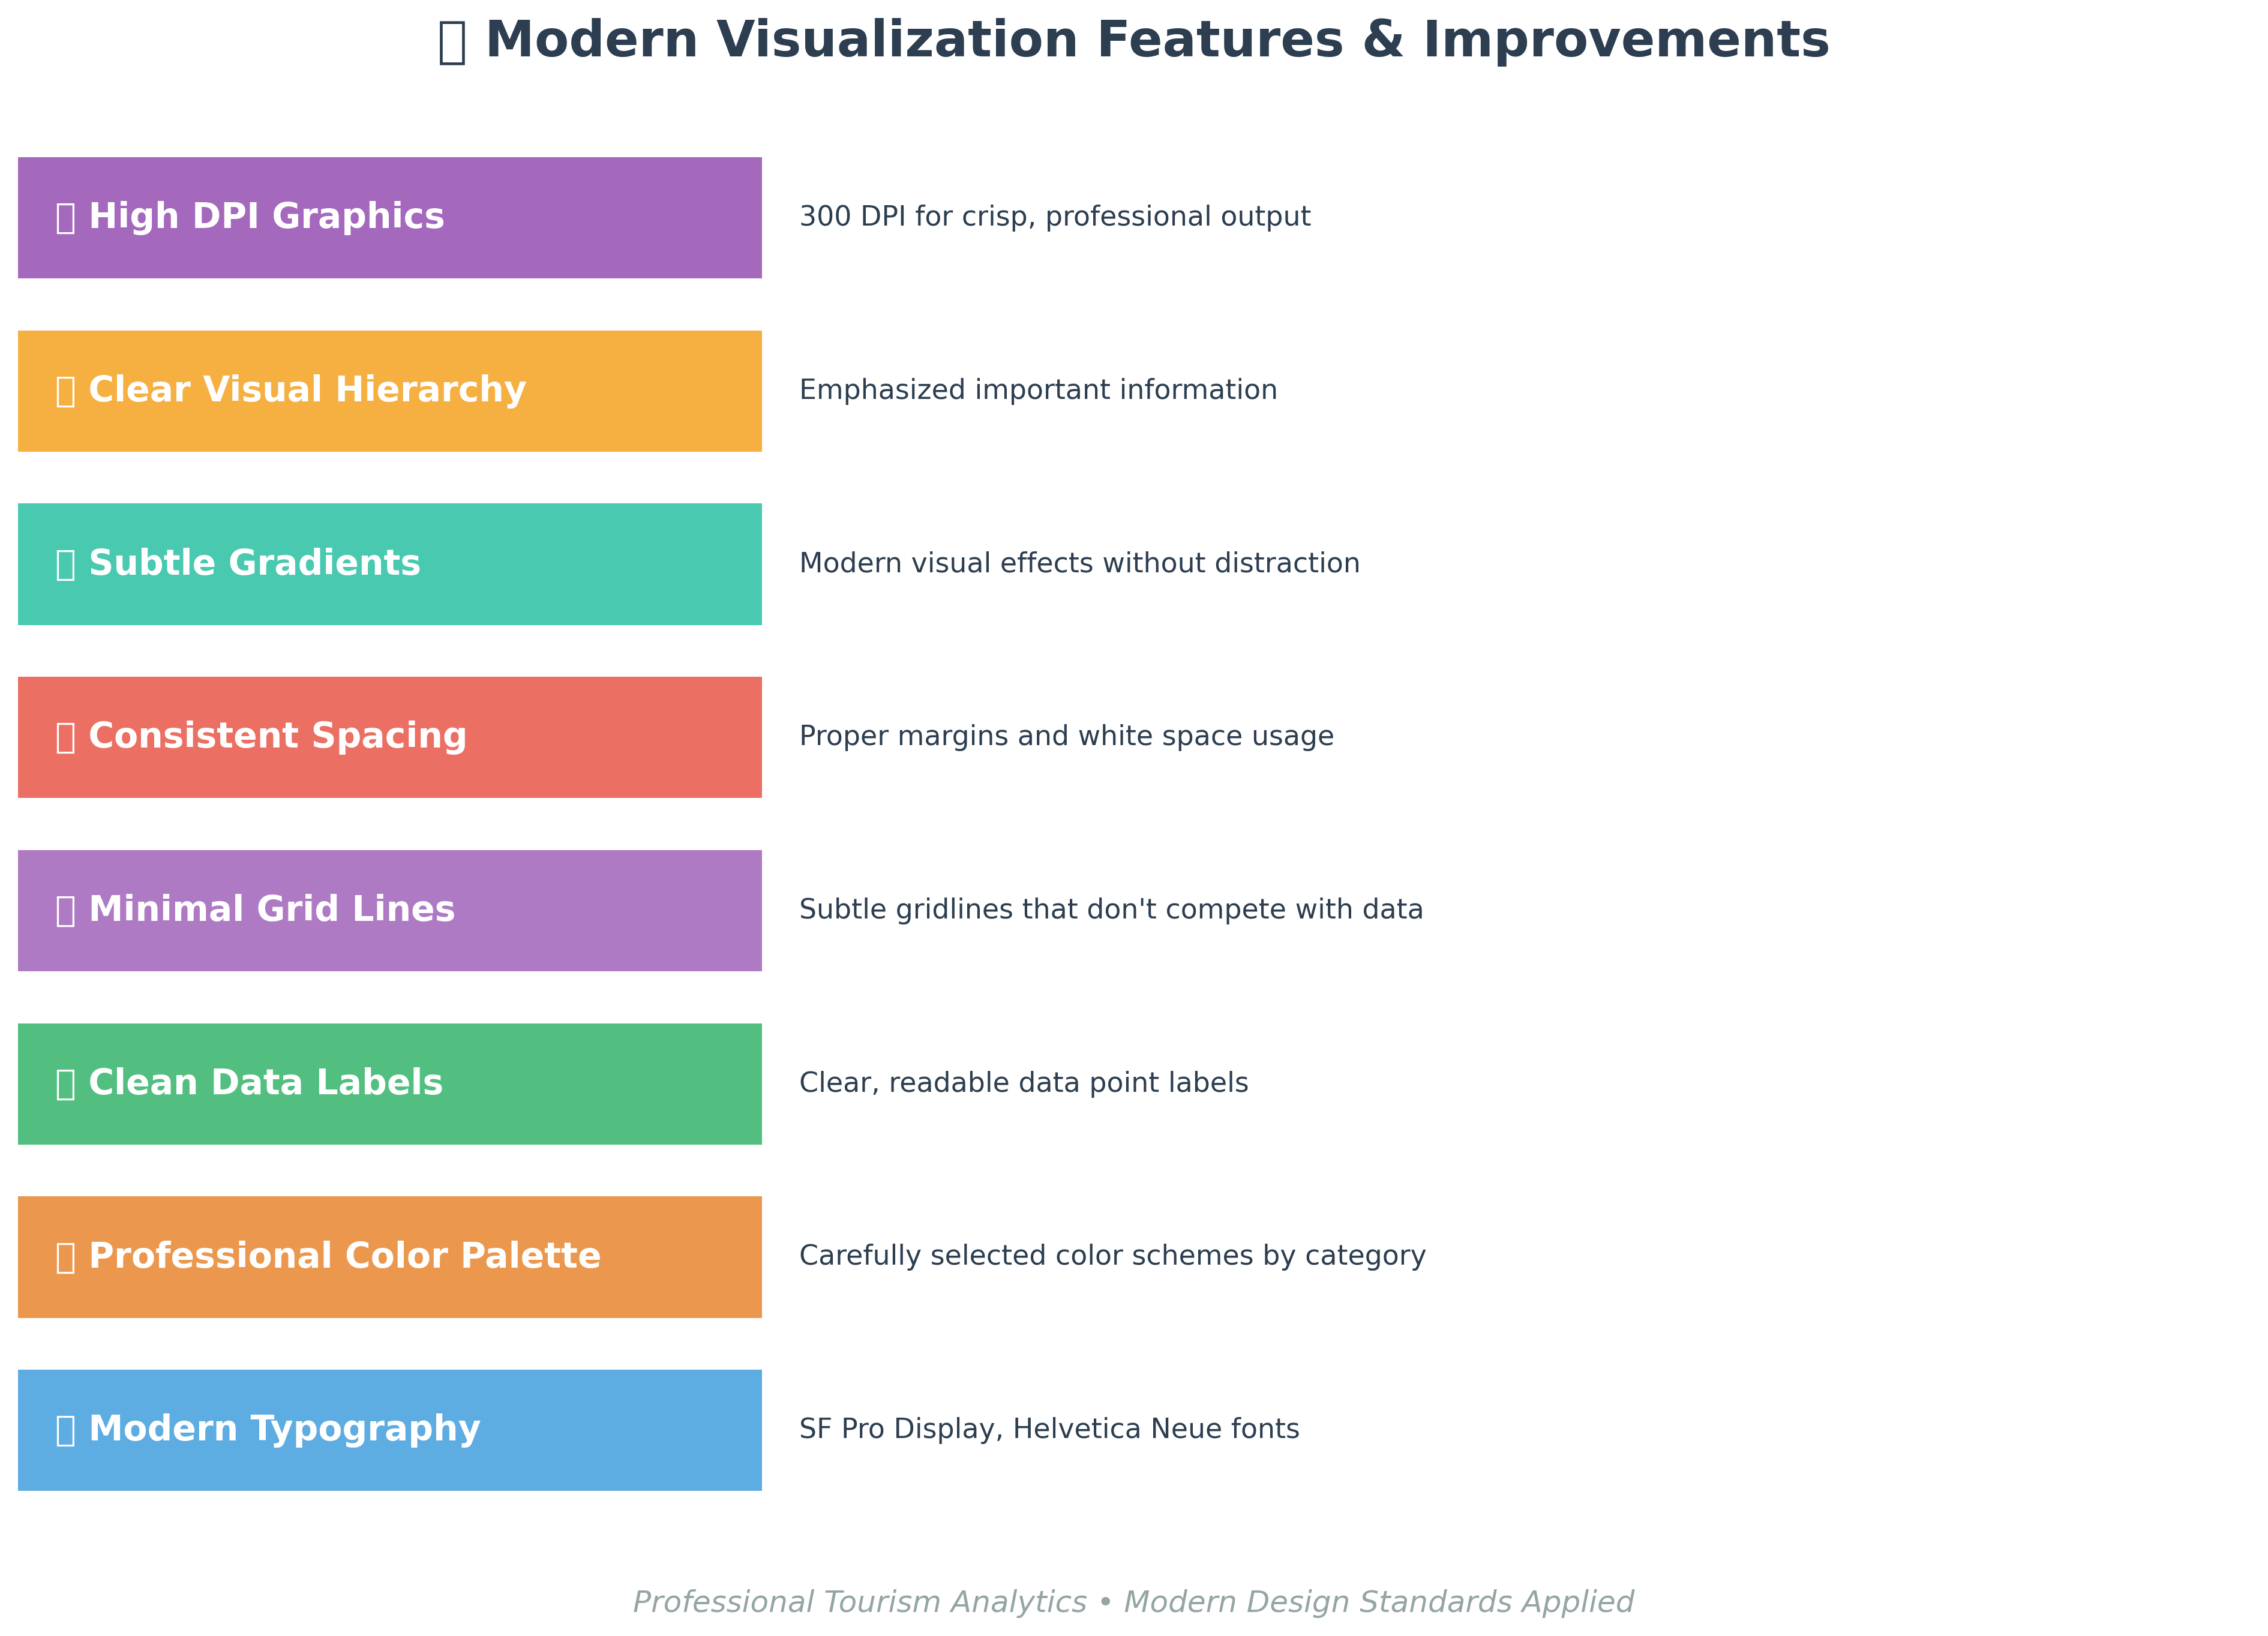 Modern Visualization Features & Improvements
High DPI Graphics
300 DPI for crisp, professional output
Clear Visual Hierarchy
Emphasized important information
Subtle Gradients
Modern visual effects without distraction
Consistent Spacing
Proper margins and white space usage
Minimal Grid Lines
Subtle gridlines that don't compete with data
Clean Data Labels
Clear, readable data point labels
Professional Color Palette
Carefully selected color schemes by category
Modern Typography
SF Pro Display, Helvetica Neue fonts
Professional Tourism Analytics • Modern Design Standards Applied